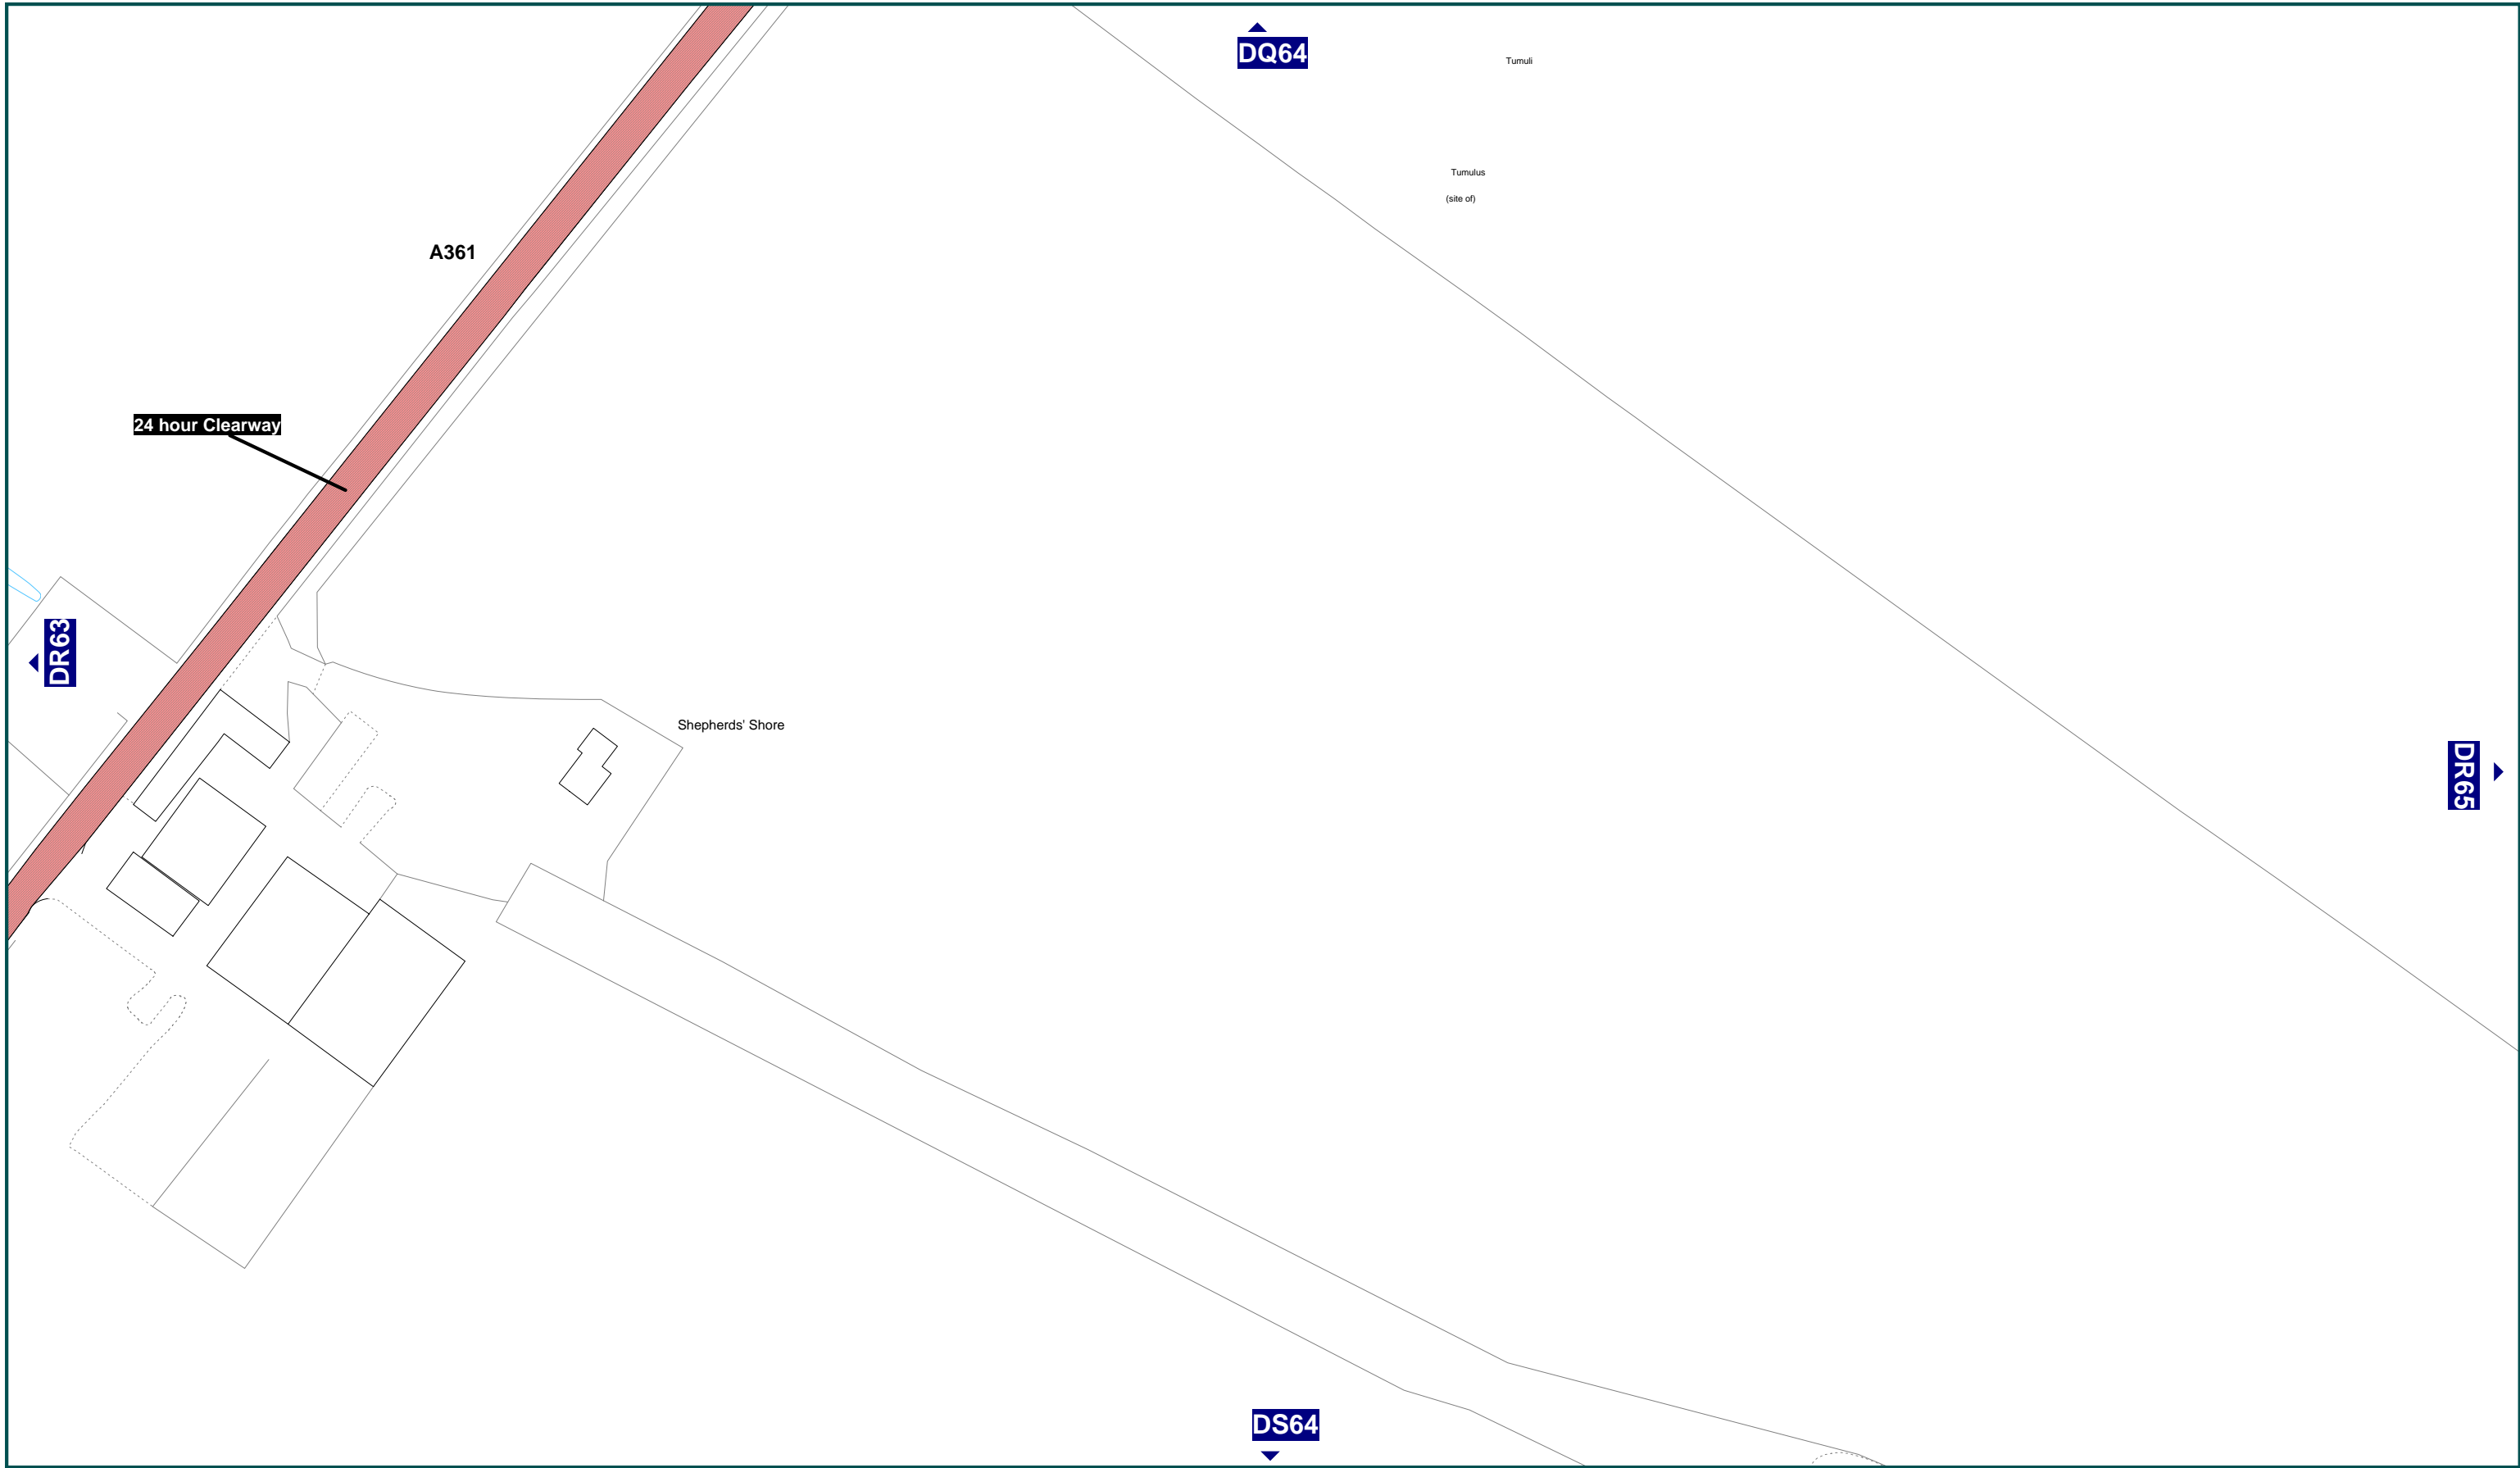 DQ64
Tumuli
Tumulus
(site of)
A361
24 hour Clearway
DR63
Shepherds' Shore
DR65
DS64